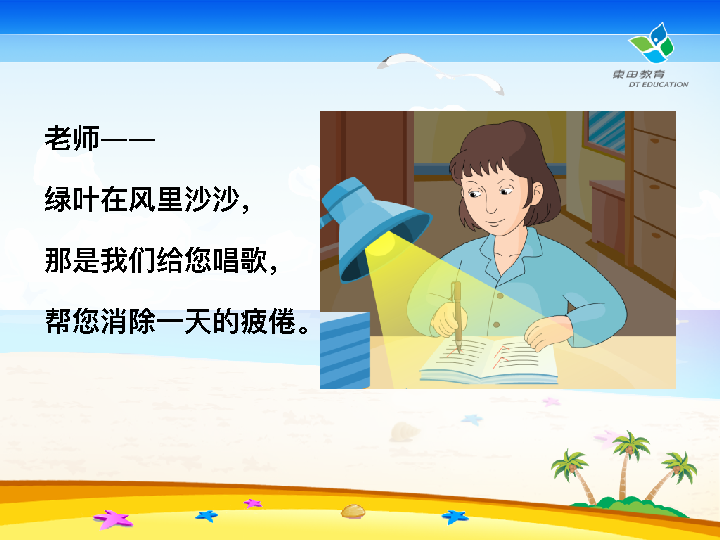 東田教育
DT EDUCATION
老师——
绿叶在风里沙沙，
那是我们给您唱歌，
帮您消除一天的疲倦。